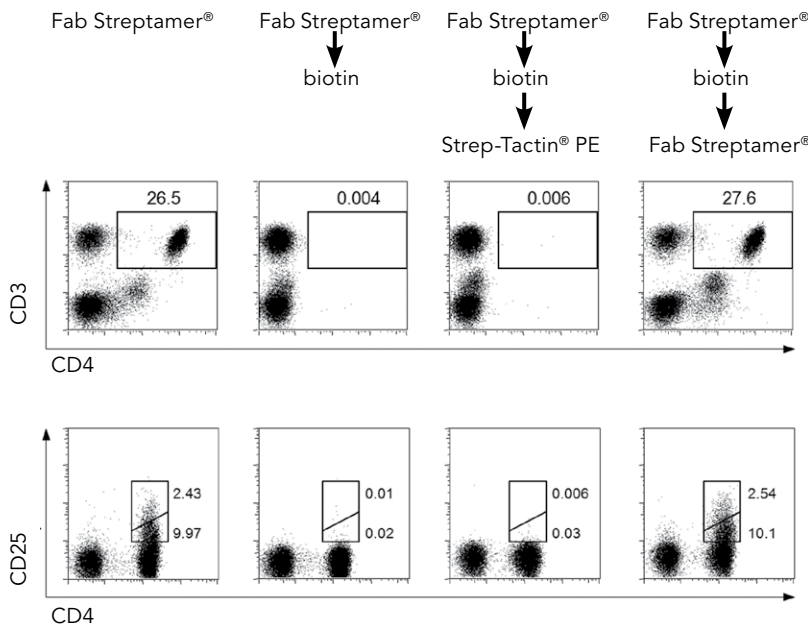 Fab Streptamer® Fab Streptamer® Fab Streptamer® Fab Streptamer®
biotin biotin biotin
Strep-Tactin® PE Fab Streptamer®
26.5 0.004 0.006 27.6
CD3
CD4
2.43 0.01 0.006 2.54
9.97 0.02 0.03 10.1
CD25
CD4